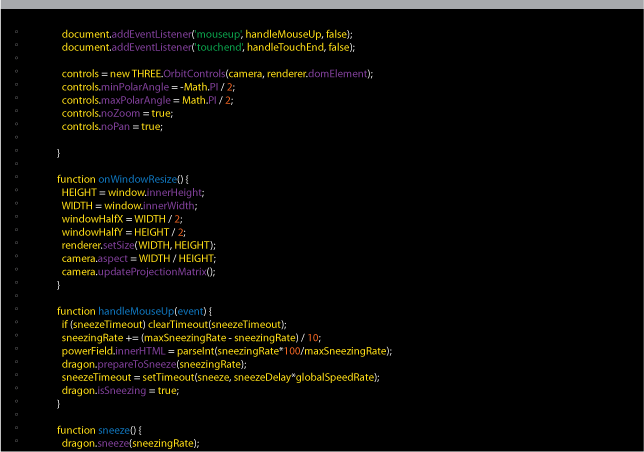 document.addEventListener('mouseup', handleMouseUp, false);
document.addEventListener('touchend', handleTouchEnd, false);
controls = new THREE.OrbitControls(camera, renderer.domElement);
controls.minPolarAngle = -Math.PI / 2;
controls.maxPolarAngle = Math.PI / 2;
controls.noZoom = true;
controls.noPan = true;
}
function onWindowResize() {
HEIGHT = window.innerHeight;
WIDTH = window.innerWidth;
windowHalfX = WIDTH / 2;
windowHalfY = HEIGHT / 2;
renderer.setSize(WIDTH, HEIGHT);
camera.aspect = WIDTH / HEIGHT;
camera.updateProjectionMatrix();
}
function handleMouseUp(event) {
if (sneezeTimeout) clearTimeout(sneezeTimeout);
sneezingRate += (maxSneezingRate - sneezingRate) / 10;
powerField.innerHTML = parseInt(sneezingRate*100/maxSneezingRate);
dragon.prepareToSneeze(sneezingRate);
sneezeTimeout = setTimeout(sneeze, sneezeDelay*globalSpeedRate);
dragon.isSneezing = true;
}
function sneeze() {
dragon.sneeze(sneezingRate);